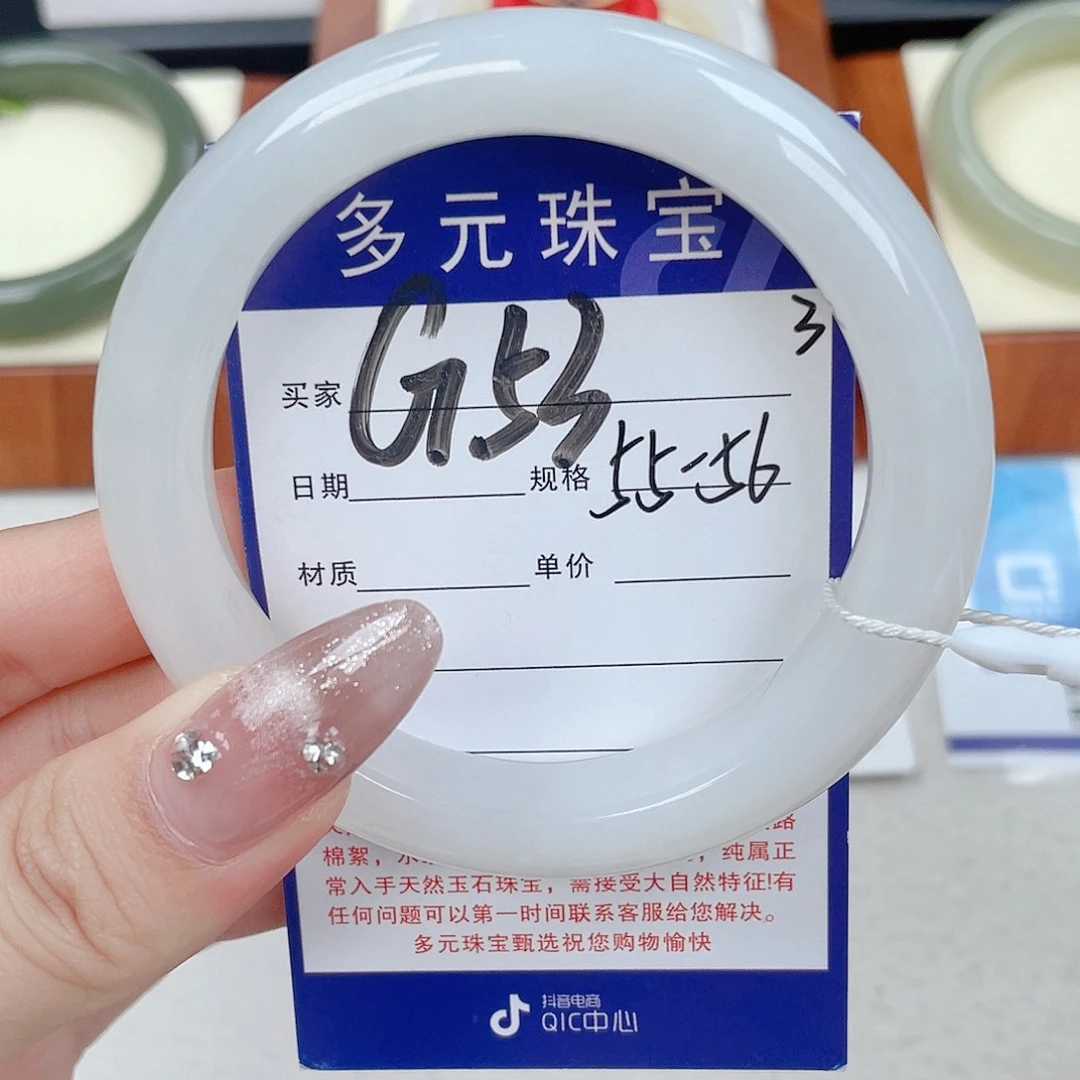 多元珠宝
3
买家 G53
日期 规格 55-56
材质 单价
路
棉絮，纯属正
常入手天然玉石珠宝，需接受大自然特征!有
任何问题可以第一时间联系客服给您解决。
多元珠宝甄选祝您购物愉快
抖音电商
QIC中心